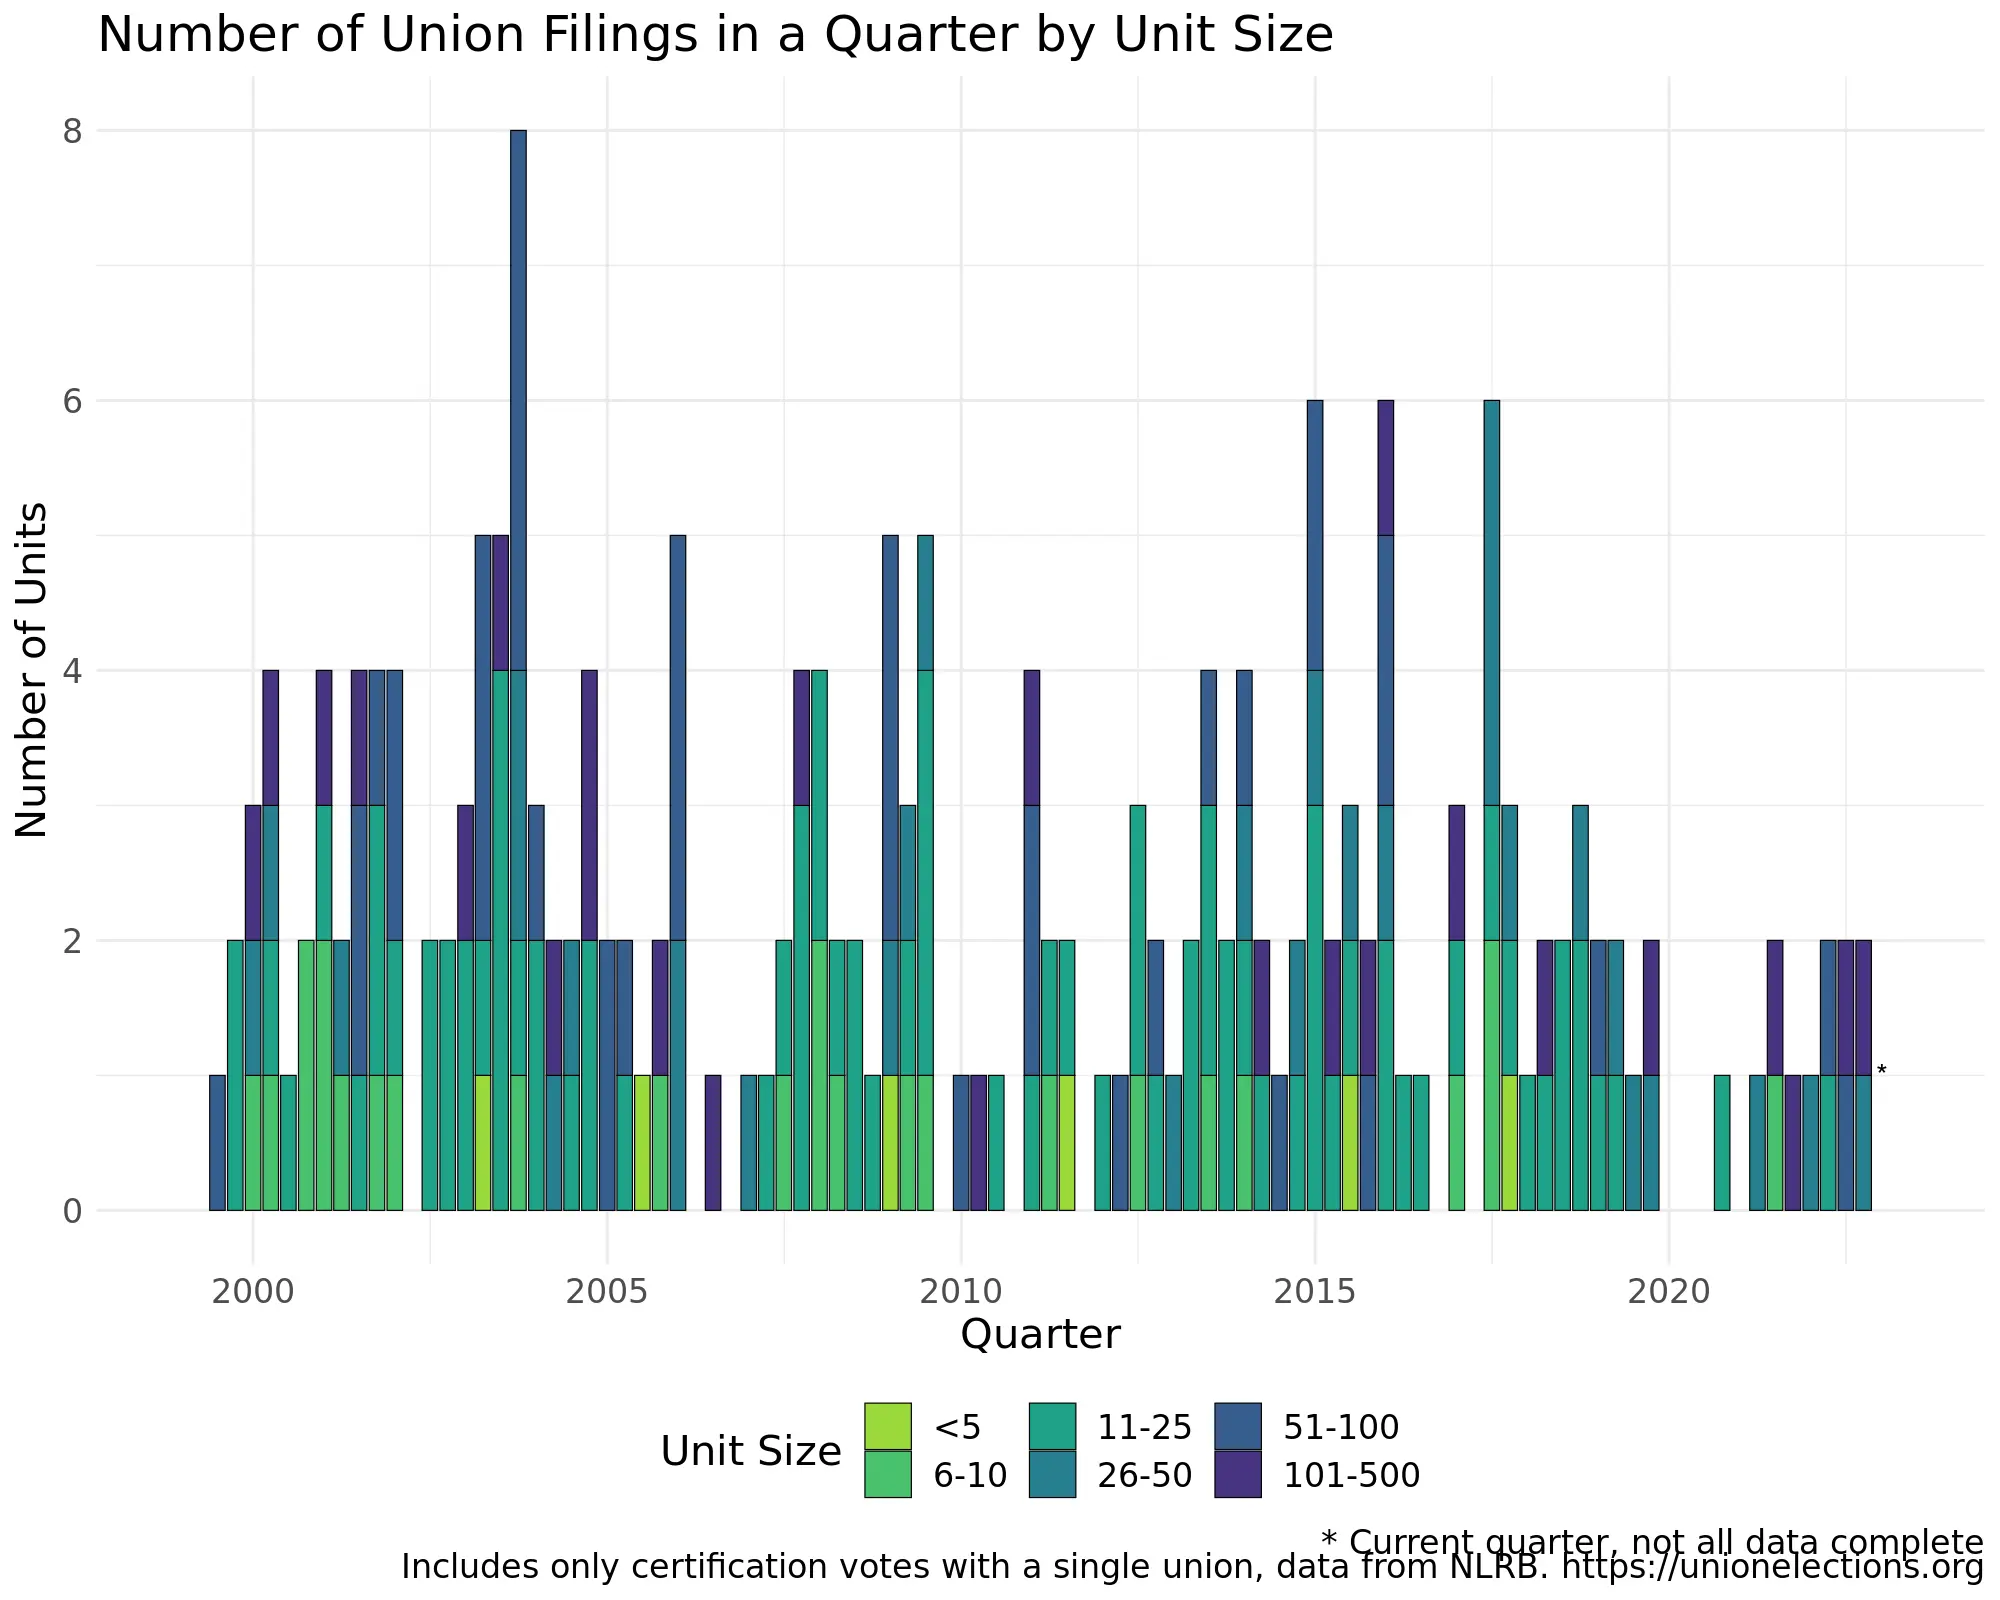 Number of Union Filings in a Quarter by Unit Size
Number of Units
8
6
4
2
0
*
2000 2005 2010 2015 2020
Quarter
Unit Size
<5 11-25 51-100
6-10 26-50 101-500
* Current quarter, not all data complete
Includes only certification votes with a single union, data from NLRB. https://unionelections.org